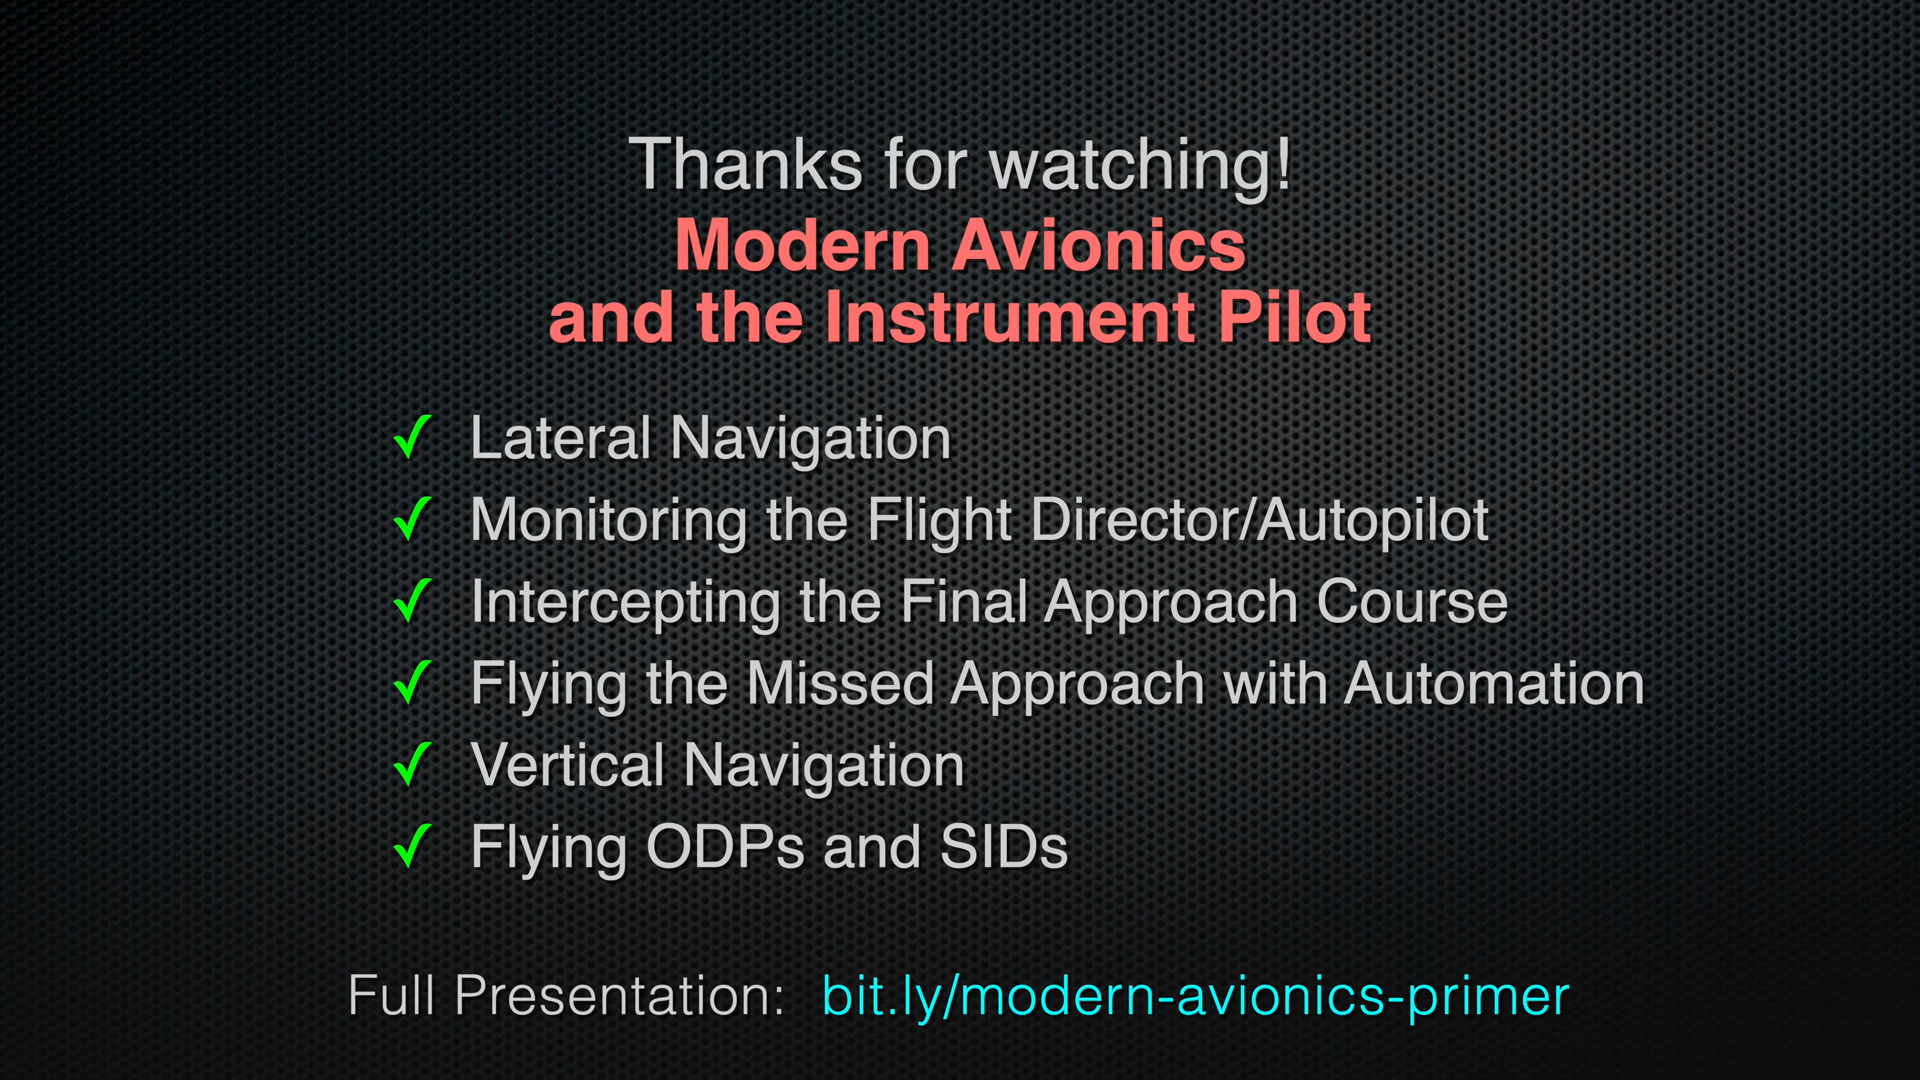 Thanks for watching!
Modern Avionics
and the Instrument Pilot
✓ Lateral Navigation
✓ Monitoring the Flight Director/Autopilot
✓ Intercepting the Final Approach Course
✓ Flying the Missed Approach with Automation
✓ Vertical Navigation
✓ Flying ODPs and SIDs
Full Presentation: bit.ly/modern-avionics-primer